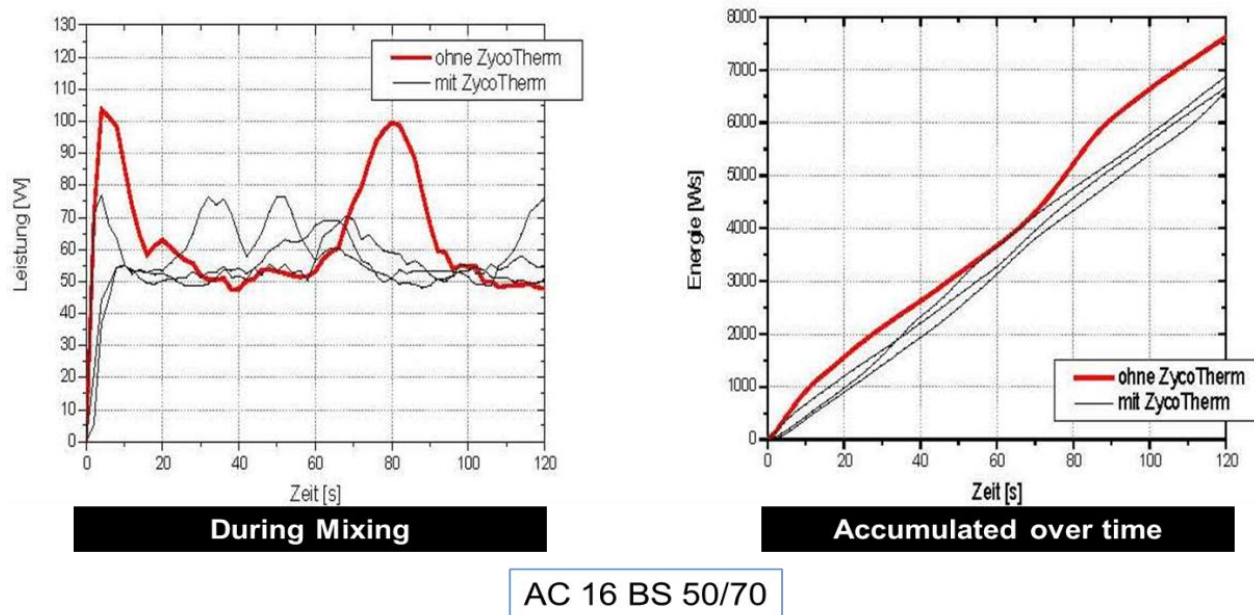 130
120
110
100
90
80
70
60
50
40
30
20
10
0
Leistung [W]
ohne ZycoTherm
mit ZycoTherm
0 20 40 60 80 100 120
Zeit [s]
During Mixing
8000
7000
6000
5000
4000
3000
2000
1000
0
Energie [Ws]
ohne ZycoTherm
mit ZycoTherm
0 20 40 60 80 100 120
Zeit [s]
Accumulated over time
AC 16 BS 50/70